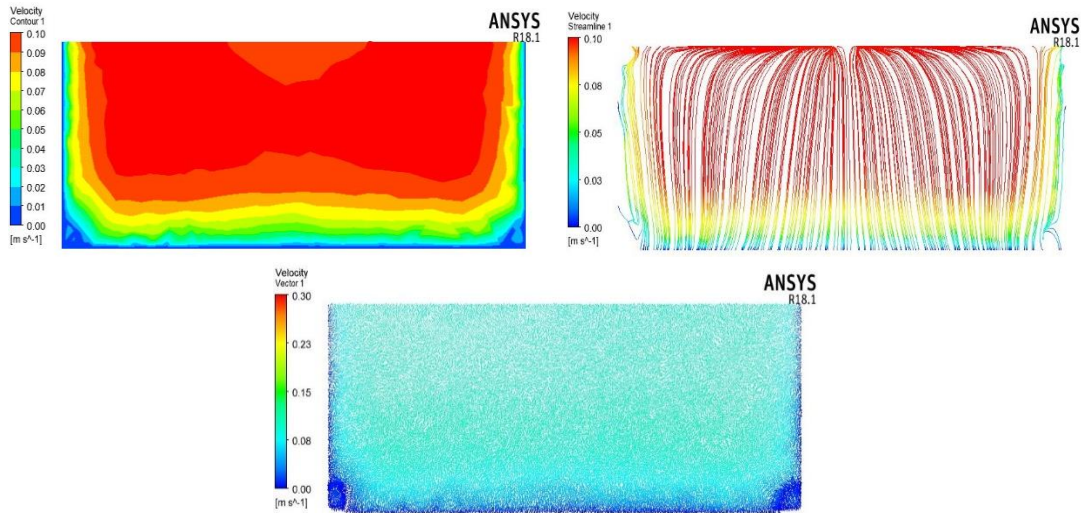 Velocity
Contour 1
0.10
0.09
0.08
0.07
0.06
0.05
0.04
0.03
0.02
0.01
0.00
[m s^-1]
ANSYS
R18.1
Velocity
Streamline 1
0.10
0.08
0.05
0.03
0.00
[m s^-1]
ANSYS
R18.1
Velocity
Vector 1
0.30
0.23
0.15
0.08
0.00
[m s^-1]
ANSYS
R18.1